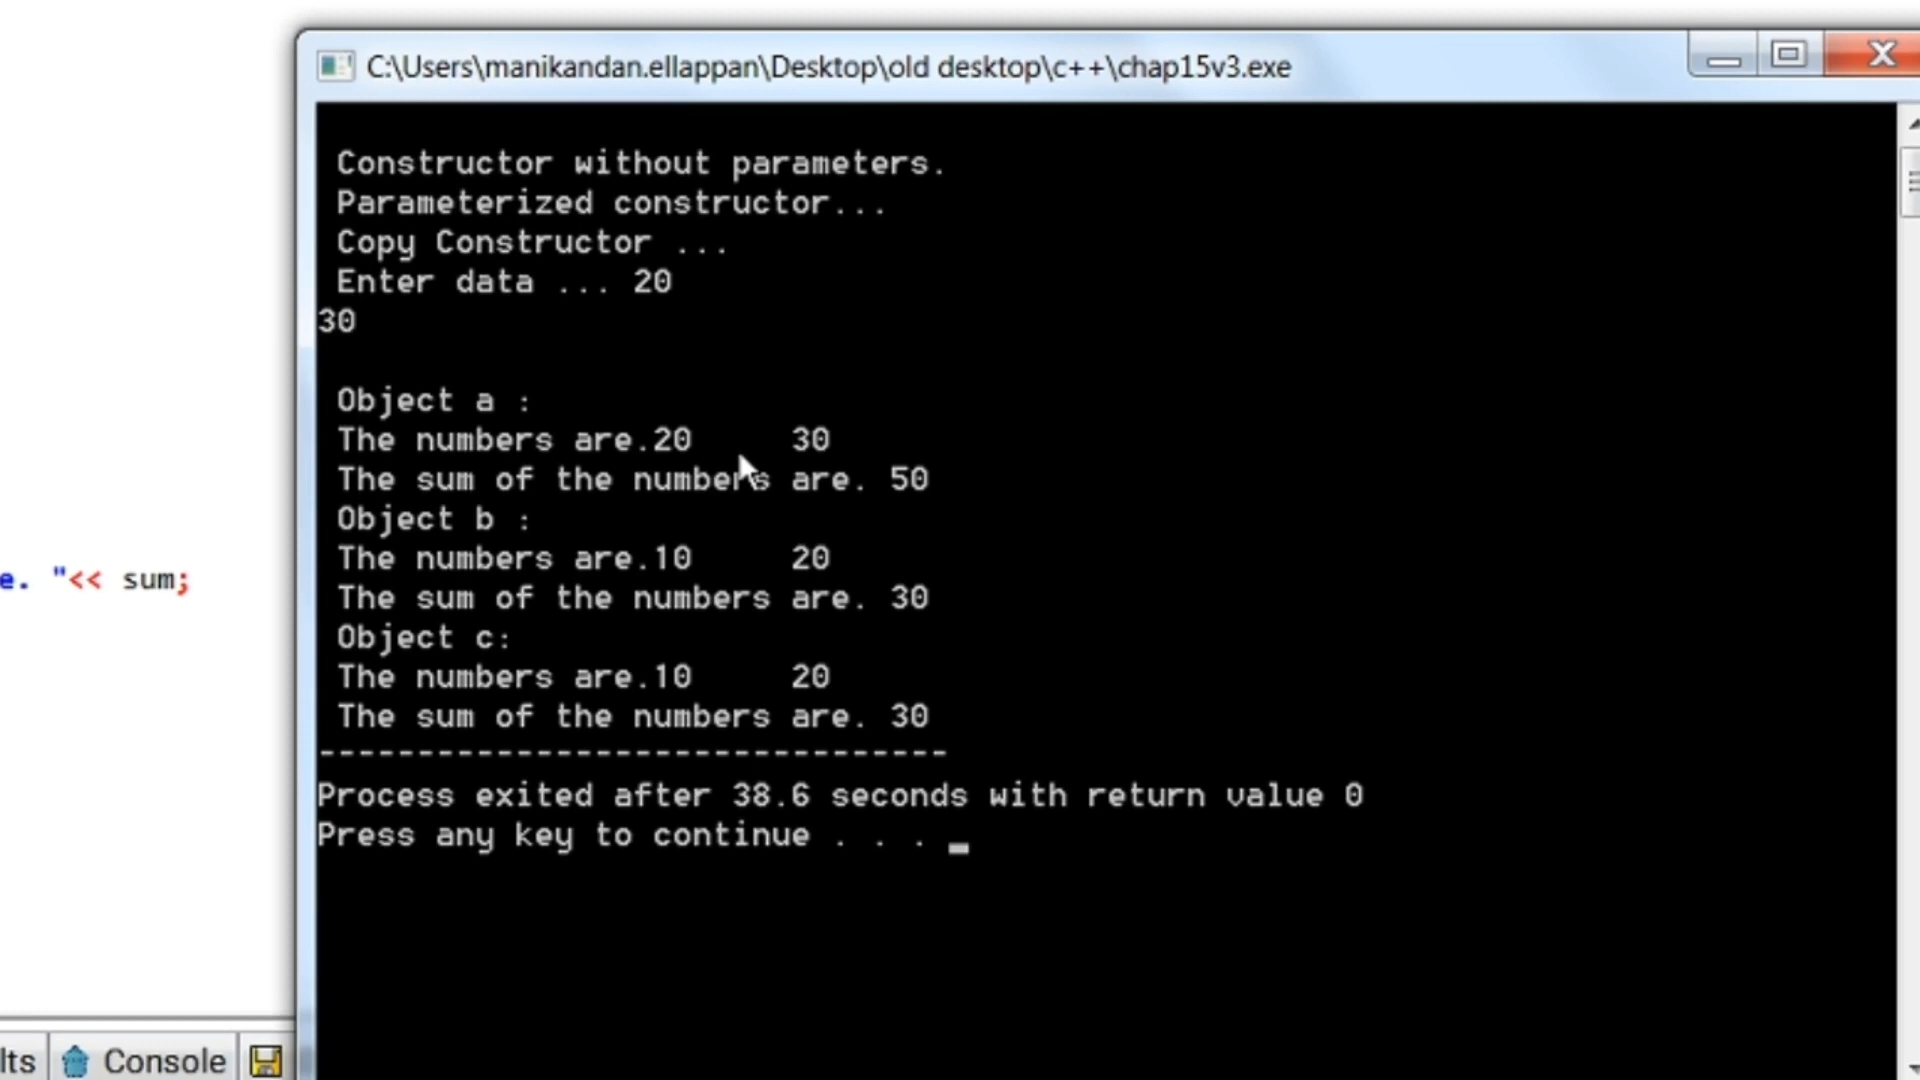 C:\Users\manikandan.ellappan\Desktop\old desktop\c++\chap15v3.exe
Constructor without parameters.
Parameterized constructor...
Copy Constructor ...
Enter data ... 20
30
Object a :
The numbers are.20 30
The sum of the numbers are. 50
Object b :
The numbers are.10 20
The sum of the numbers are. 30
e. "<< sum;
Object c:
The numbers are.10 20
The sum of the numbers are. 30
--------------------------------
Process exited after 38.6 seconds with return value 0
Press any key to continue . . .
lts Console